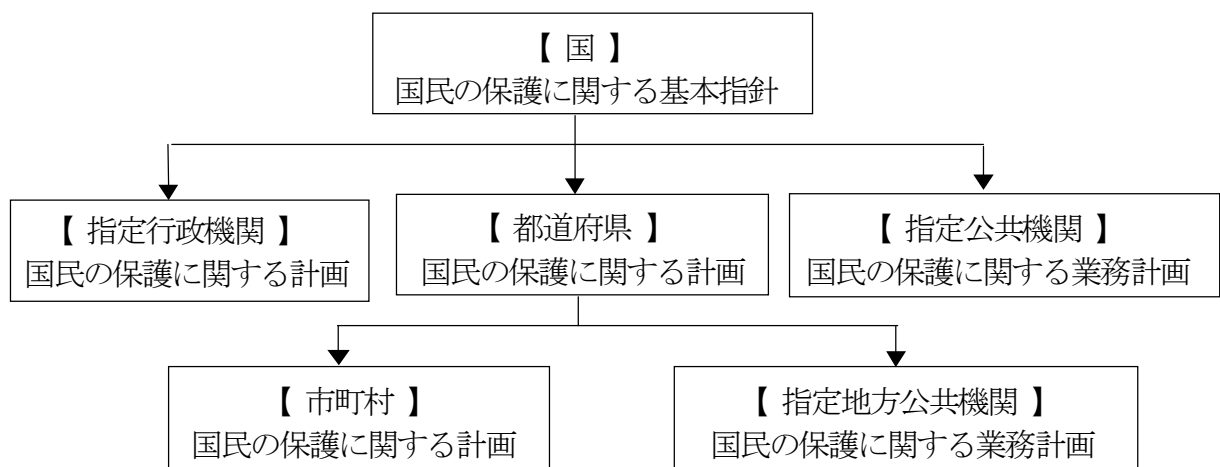 【 国 】
国民の保護に関する基本指針
【 指定行政機関 】
国民の保護に関する計画
【 都道府県 】
国民の保護に関する計画
【 指定公共機関 】
国民の保護に関する業務計画
【 市町村 】
国民の保護に関する計画
【 指定地方公共機関 】
国民の保護に関する業務計画